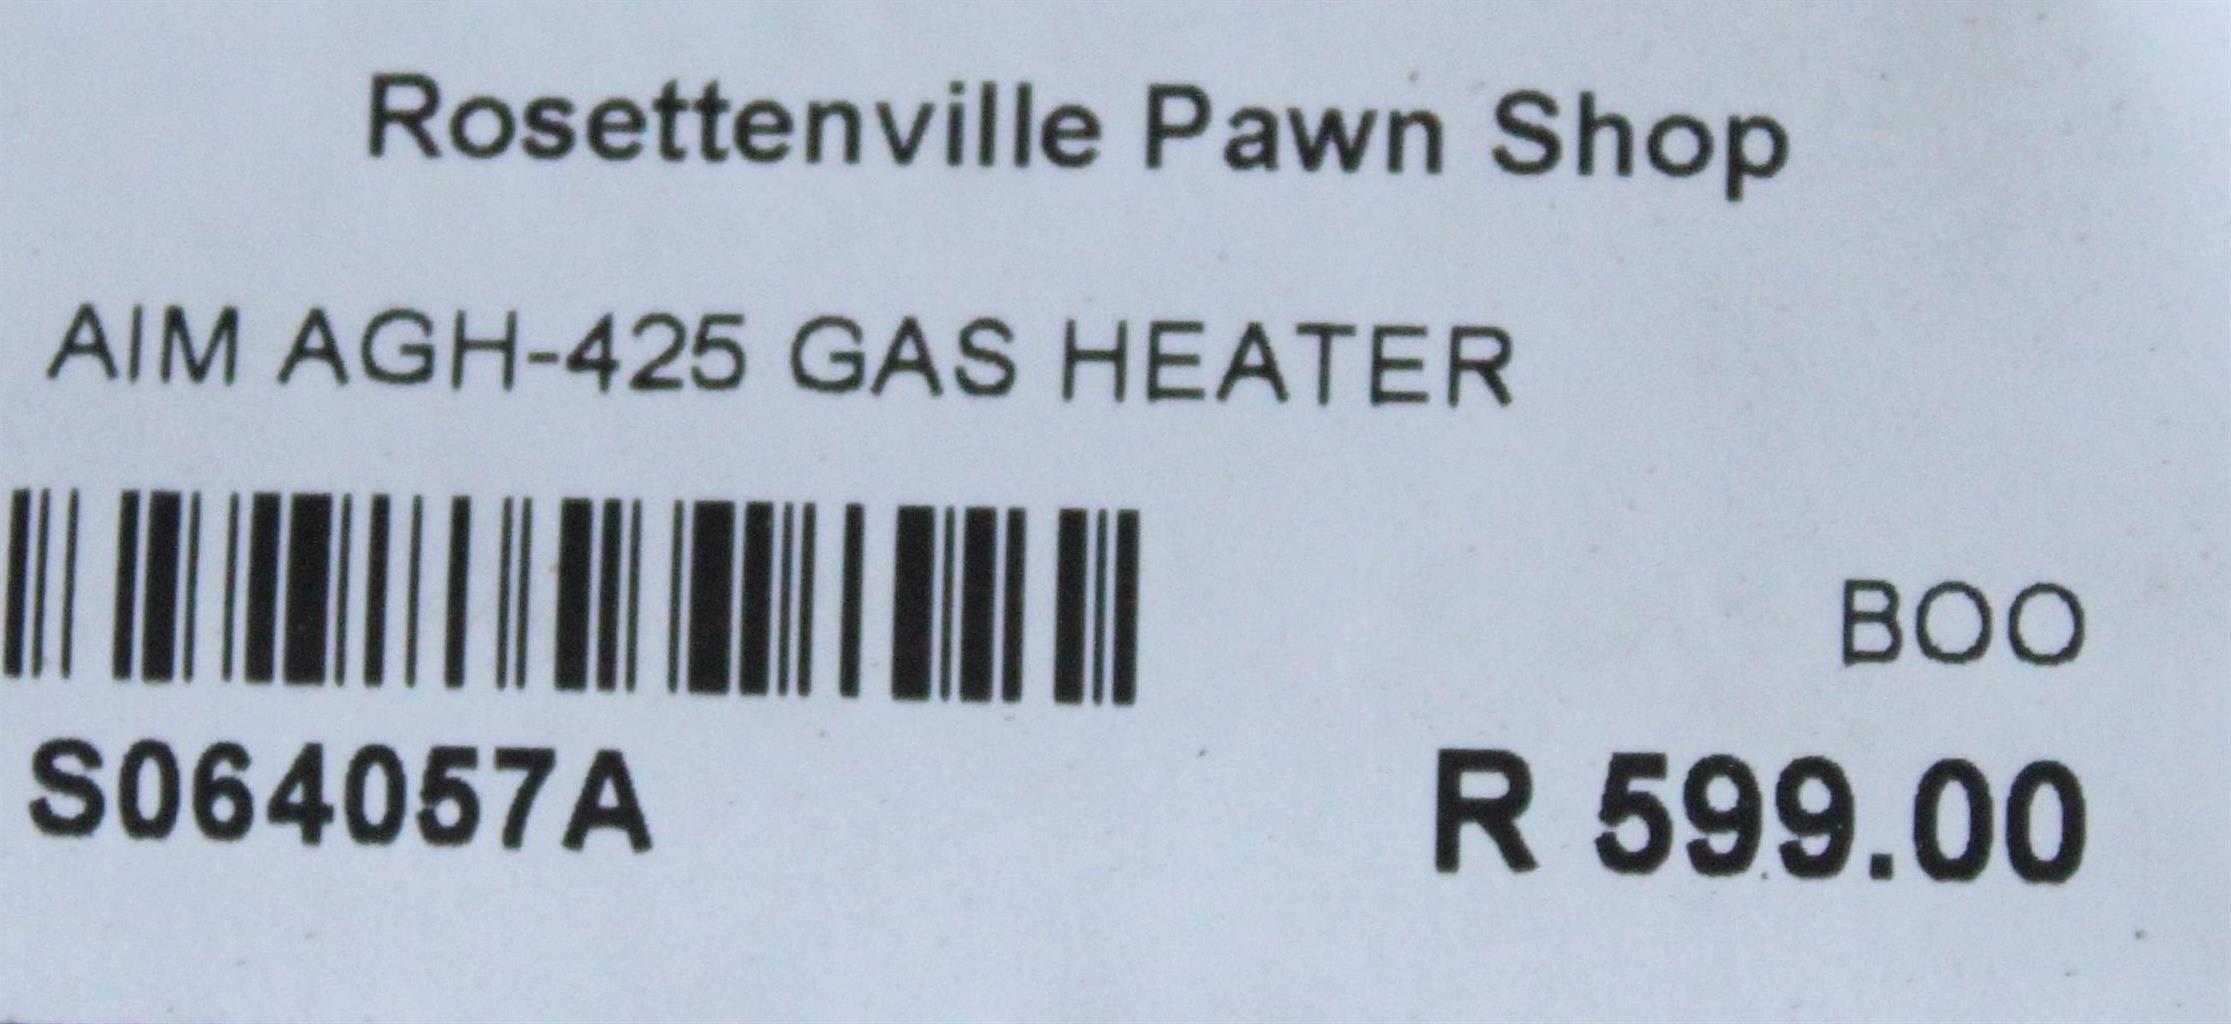 Rosettenville Pawn Shop
AIM AGH-425 GAS HEATER
BOO
S064057A
R 599.00